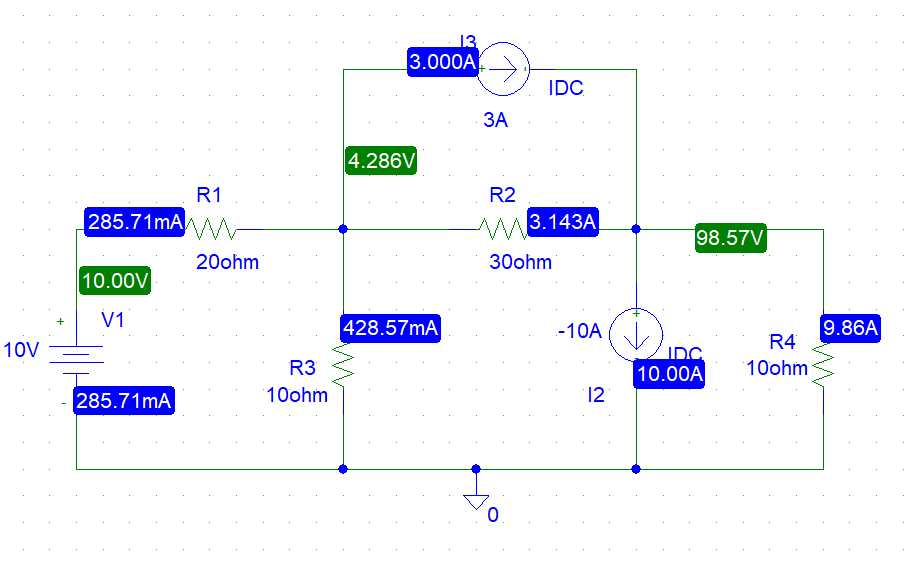 I3
3.000A
+
-
IDC
3A
4.286V
R1
R2
285.71mA
3.143A
98.57V
20ohm
30ohm
10.00V
+
V1
10V
428.57mA
+
-10A
9.86A
IDC
R3
R4
10ohm
10ohm
10.00A
I2
-
285.71mA
0